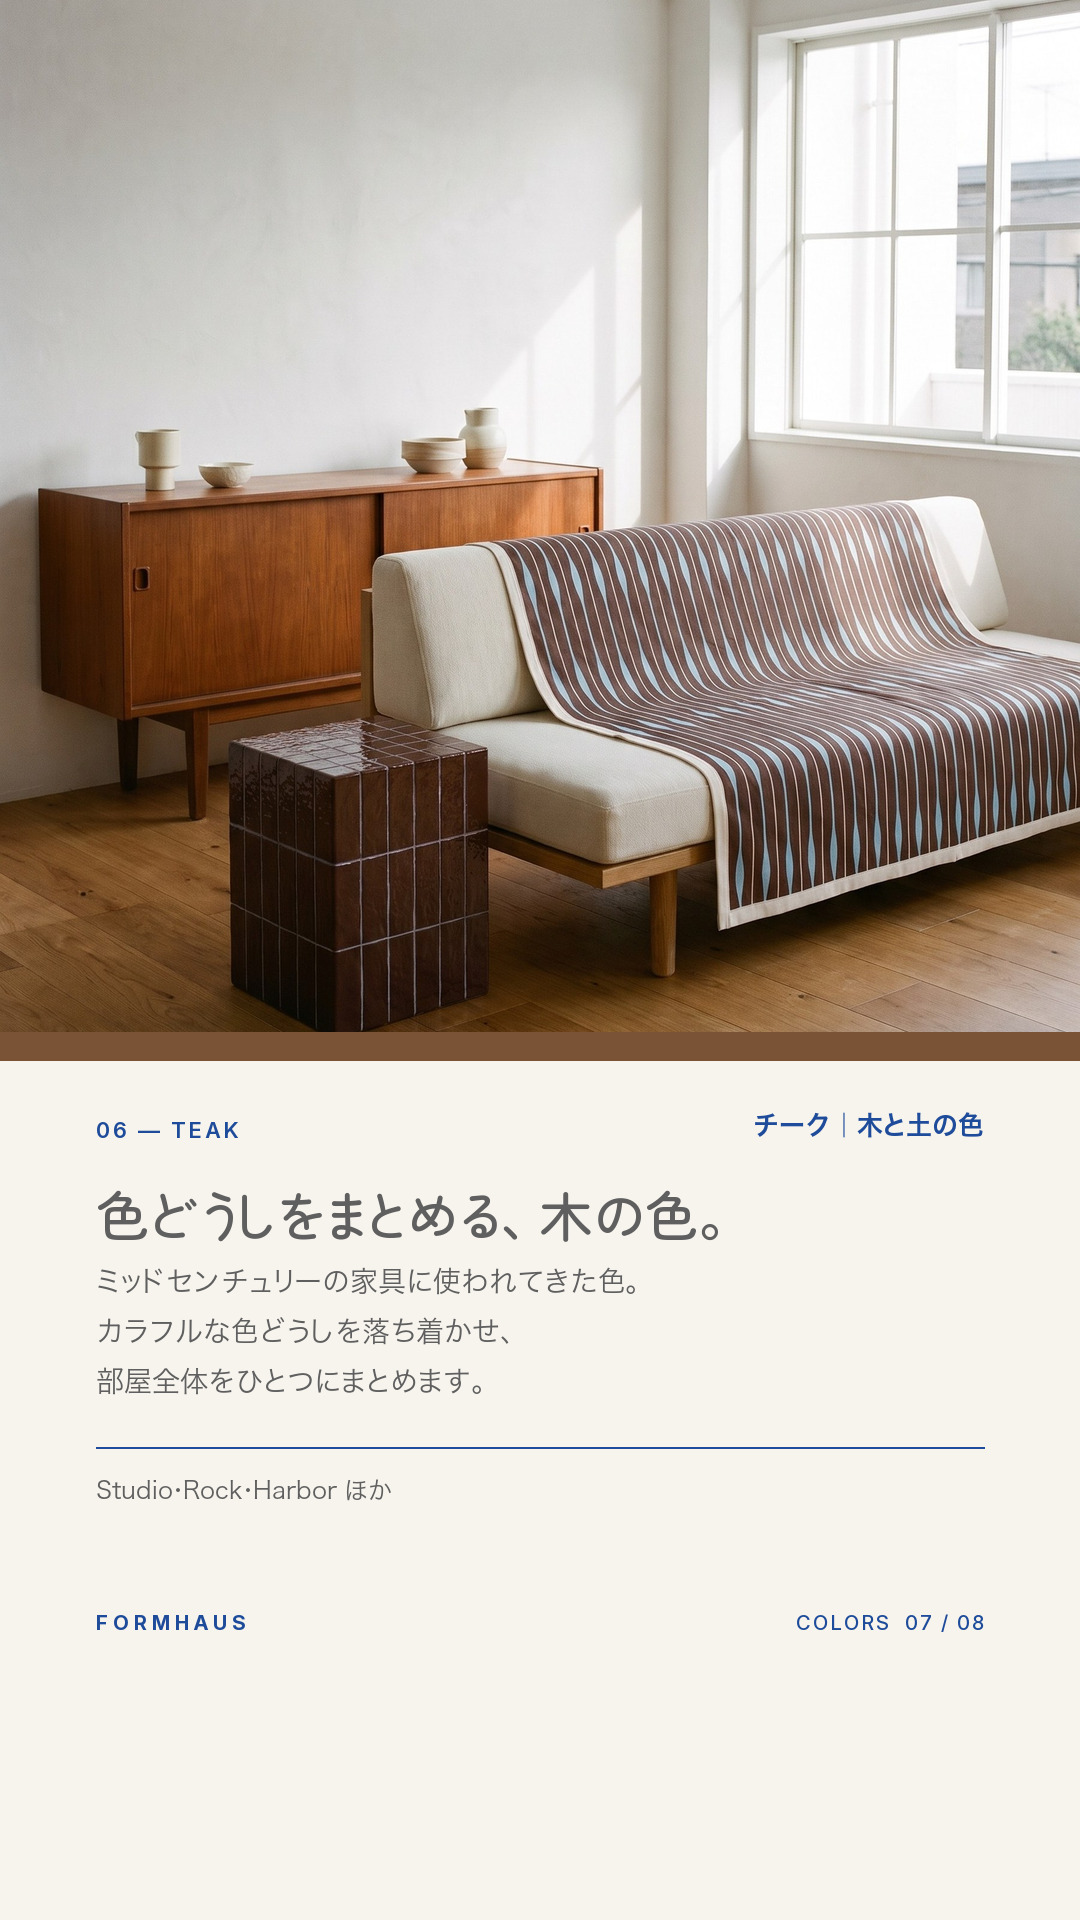 06 — TEAK
チーク｜木と土の色
色どうしをまとめる、木の色。
ミッドセンチュリーの家具に使われてきた色。
カラフルな色どうしを落ち着かせ、
部屋全体をひとつにまとめます。
Studio・Rock・Harbor ほか
FORMHAUS
COLORS 07 / 08